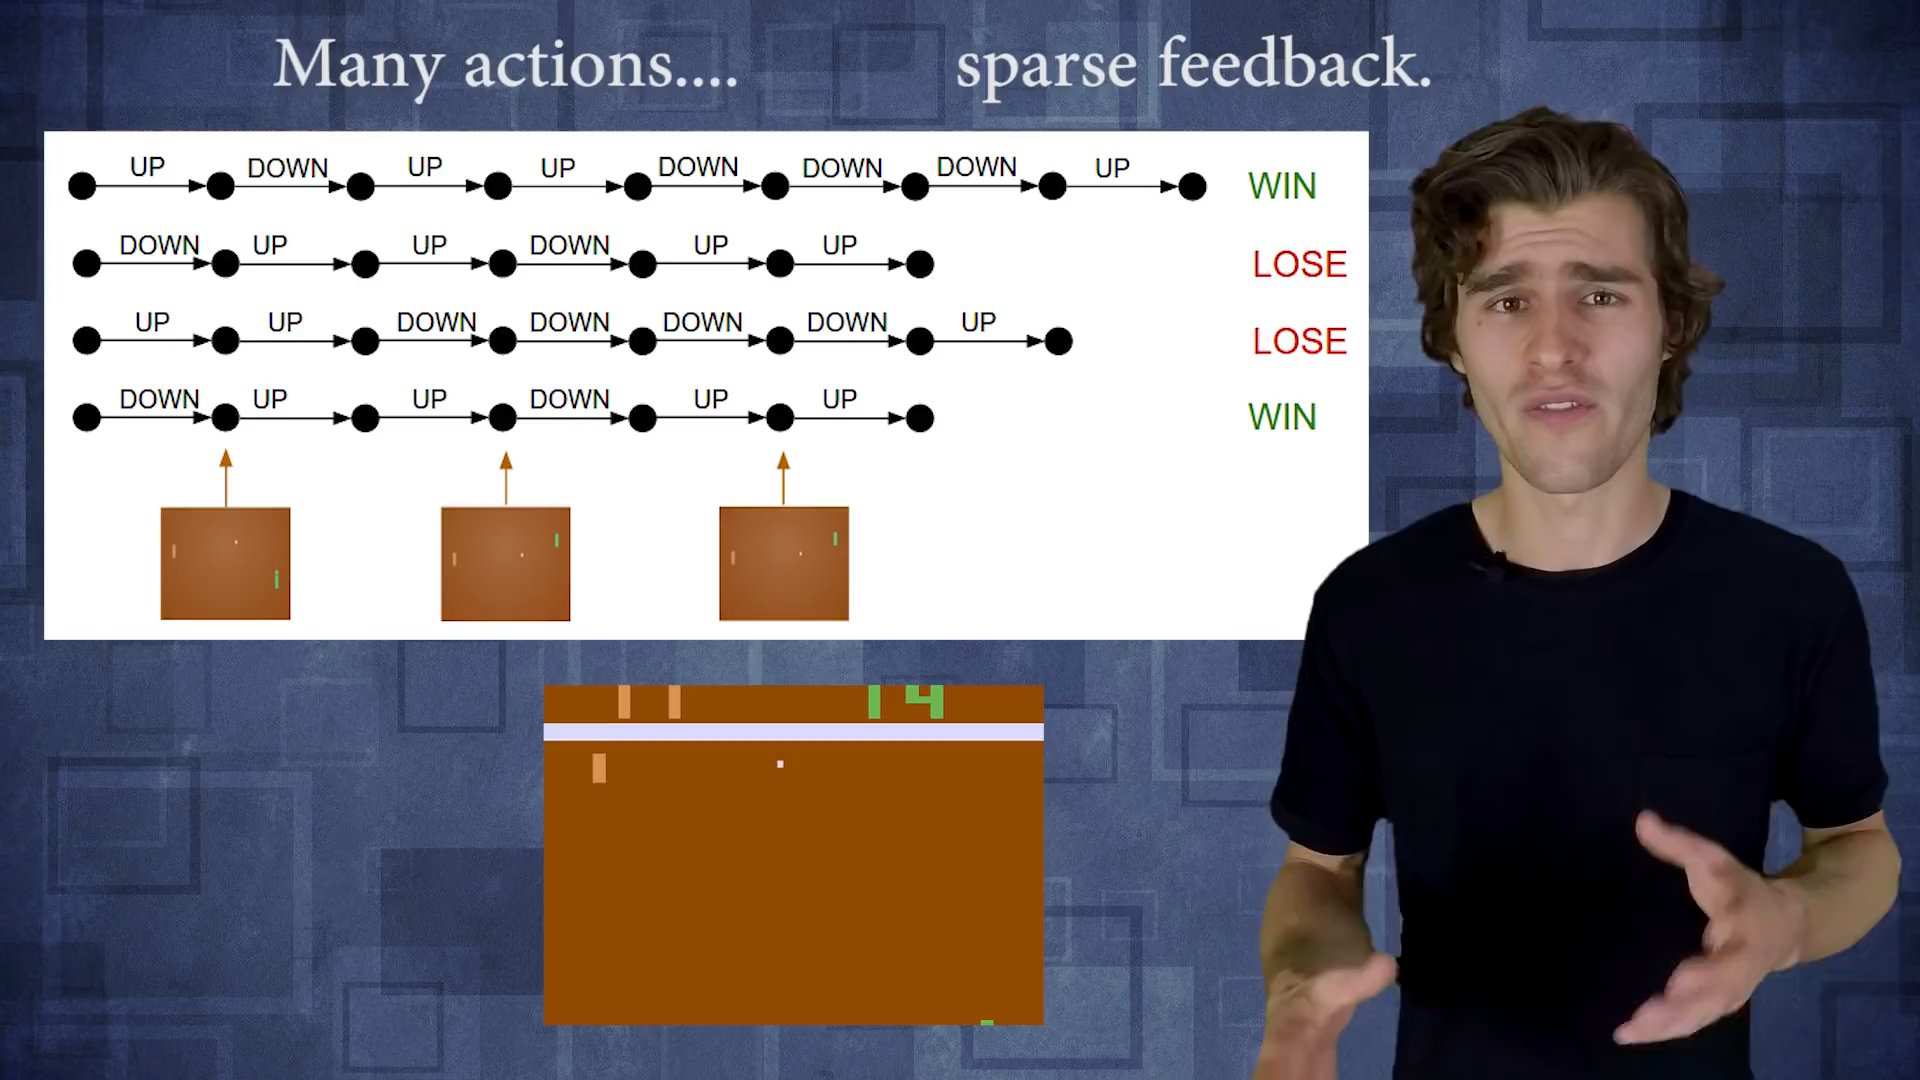 Many actions.... sparse feedback.
UP DOWN UP UP DOWN DOWN DOWN UP WIN
DOWN UP UP DOWN UP UP LOSE
UP UP DOWN DOWN DOWN DOWN UP LOSE
DOWN UP UP DOWN UP UP WIN
11 14